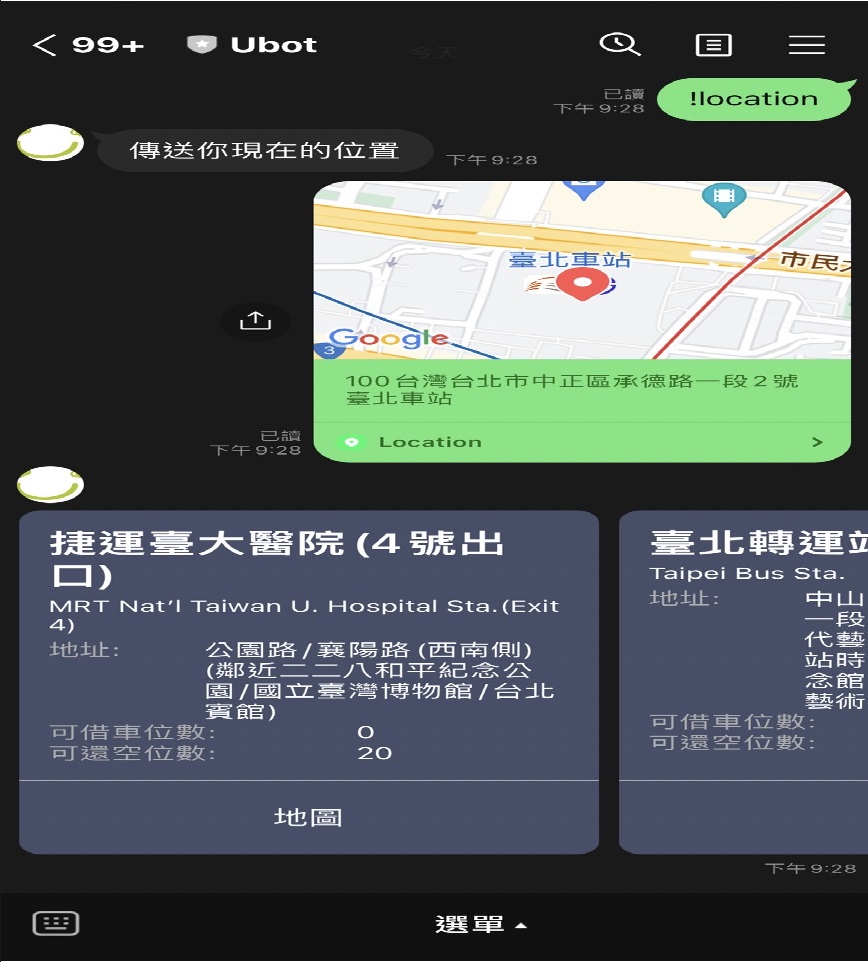 99+ Ubot
今天
已讀
下午 9:28
!location
傳送你現在的位置
下午 9:28
臺北車站
市民大
3
Google
100 台灣台北市中正區承德路一段 2 號
臺北車站
Location
已讀
下午 9:28
捷運臺大醫院 (4 號出
口)
MRT Nat'l Taiwan U. Hospital Sta.(Exit
4)
地址:
公園路/襄陽路 (西南側)
(鄰近二二八和平紀念公
園/國立臺灣博物館/台北
賓館)
可借車位數: 0
可還空位數: 20
地圖
臺北轉運站
Taipei Bus Sta.
地址:
中山
一段
代藝
站時
念館
藝術
可借車位數:
可還空位數:
下午 9:28
選單